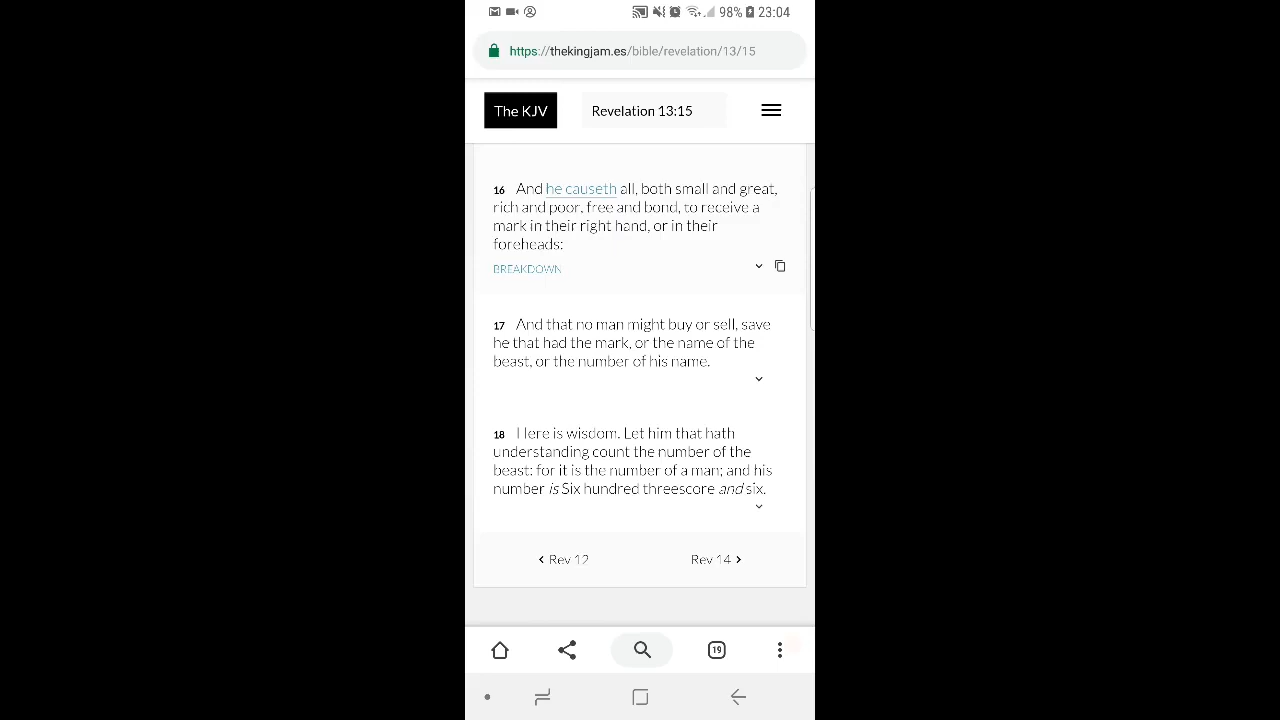 98% 23:04
https://thekingjam.es/bible/revelation/13/15
The KJV Revelation 13:15
16 And he causeth all, both small and great,
rich and poor, free and bond, to receive a
mark in their right hand, or in their
foreheads:
BREAKDOWN
17 And that no man might buy or sell, save
he that had the mark, or the name of the
beast, or the number of his name.
18 Here is wisdom. Let him that hath
understanding count the number of the
beast: for it is the number of a man; and his
number is Six hundred threescore and six.
Rev 12 Rev 14
19